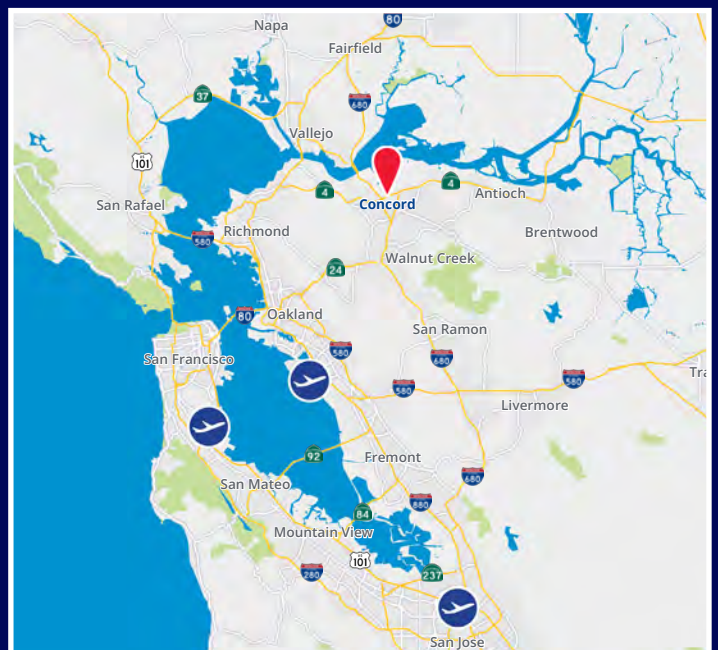 Napa
80
Fairfield
37
680
Vallejo
101
4
4
Antioch
San Rafael
Concord
Richmond
580
Brentwood
24
Walnut Creek
80
Oakland
San Ramon
San Francisco
580
680
Tra
580
580
Livermore
92
Fremont
San Mateo
680
880
84
Mountain View
101
280
237
San Jose